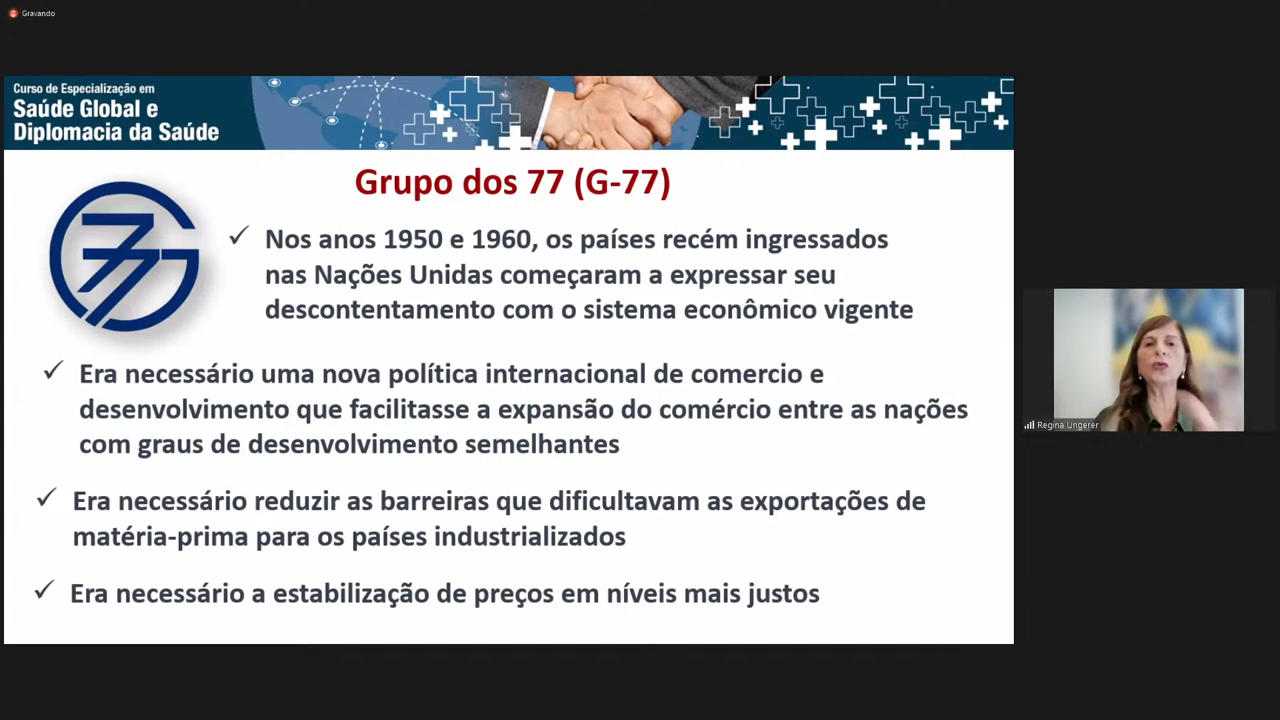 Gravando
Curso de Especialização em
Saúde Global e
Diplomacia da Saúde
Grupo dos 77 (G-77)
77
G
Nos anos 1950 e 1960, os países recém ingressados
nas Nações Unidas começaram a expressar seu
descontentamento com o sistema econômico vigente
Era necessário uma nova política internacional de comercio e
desenvolvimento que facilitasse a expansão do comércio entre as nações
com graus de desenvolvimento semelhantes
Era necessário reduzir as barreiras que dificultavam as exportações de
matéria-prima para os países industrializados
Era necessário a estabilização de preços em níveis mais justos
Regina Ungerer